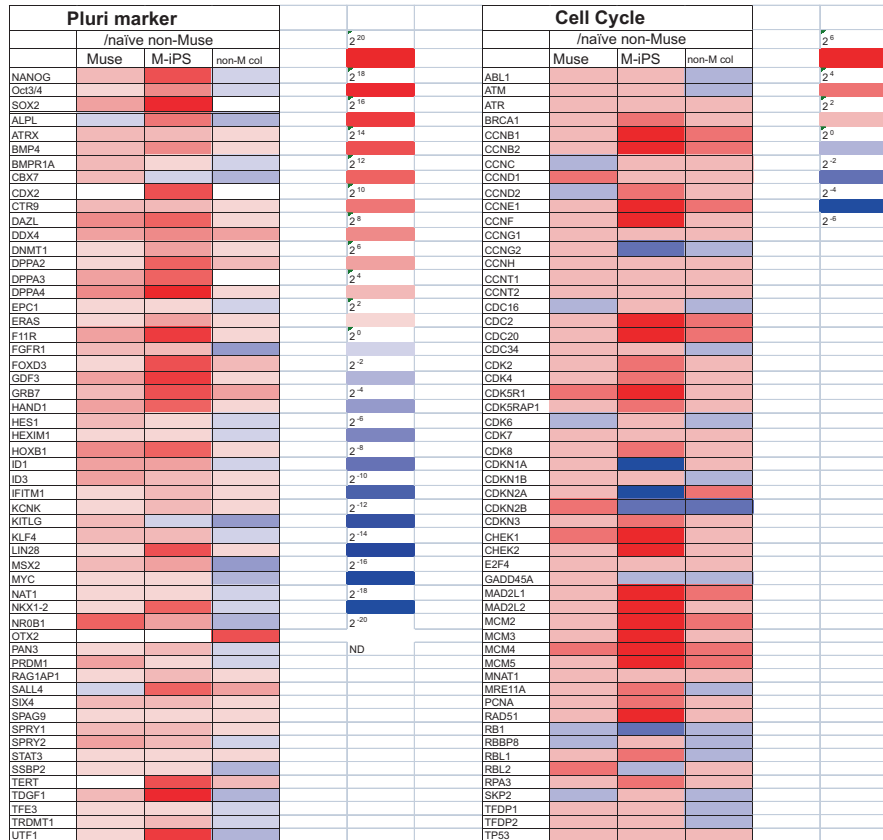 Pluri marker
/naïve non-Muse
Muse M-iPS non-M col
NANOG
Oct3/4
SOX2
ALPL
ATRX
BMP4
BMPR1A
CBX7
CDX2
CTR9
DAZL
DDX4
DNMT1
DPPA2
DPPA3
DPPA4
EPC1
ERAS
F11R
FGFR1
FOXD3
GDF3
GRB7
HAND1
HES1
HEXIM1
HOXB1
ID1
ID3
IFITM1
KCNK
KITLG
KLF4
LIN28
MSX2
MYC
NAT1
NKX1-2
NR0B1
OTX2
PAN3
PRDM1
RAG1AP1
SALL4
SIX4
SPAG9
SPRY1
SPRY2
STAT3
SSBP2
TERT
TDGF1
TFE3
TRDMT1
UTF1
2 20
2 18
2 16
2 14
2 12
2 10
2 8
2 6
2 4
2 2
2 0
2 -2
2 -4
2 -6
2 -8
2 -10
2 -12
2 -14
2 -16
2 -18
2 -20
ND
Cell Cycle
/naïve non-Muse
Muse M-iPS non-M col
ABL1
ATM
ATR
BRCA1
CCNB1
CCNB2
CCNC
CCND1
CCND2
CCNE1
CCNF
CCNG1
CCNG2
CCNH
CCNT1
CCNT2
CDC16
CDC2
CDC20
CDC34
CDK2
CDK4
CDK5R1
CDK5RAP1
CDK6
CDK7
CDK8
CDKN1A
CDKN1B
CDKN2A
CDKN2B
CDKN3
CHEK1
CHEK2
E2F4
GADD45A
MAD2L1
MAD2L2
MCM2
MCM3
MCM4
MCM5
MNAT1
MRE11A
PCNA
RAD51
RB1
RBBP8
RBL1
RBL2
RPA3
SKP2
TFDP1
TFDP2
TP53
2 6
2 4
2 2
2 0
2 -2
2 -4
2 -6